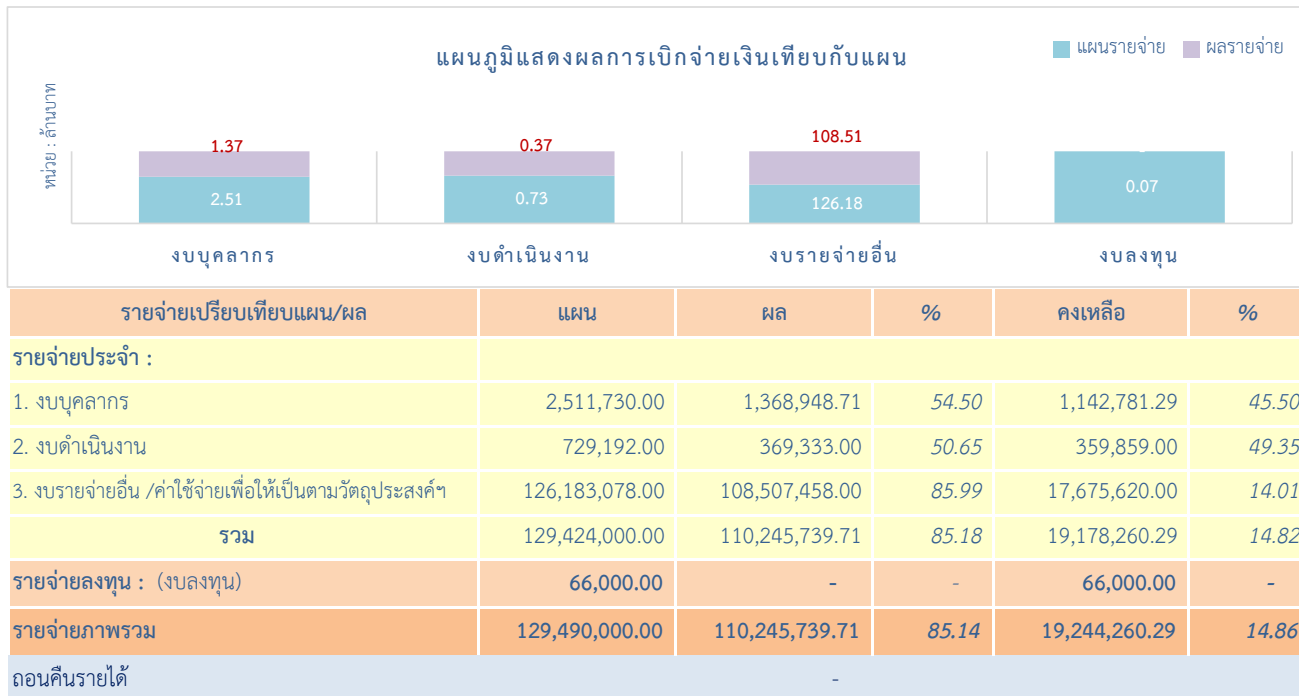 แผนภูมิแสดงผลการเบิกจ่ายเงินเทียบกับแผน
แผนรายจ่าย ผลรายจ่าย
หน่วย : ล้านบาท
1.37 0.37 108.51
2.51 0.73 126.18 0.07
งบบุคลากร งบดำเนินงาน งบรายจ่ายอื่น งบลงทุน
รายจ่ายเปรียบเทียบแผน/ผล แผน ผล % คงเหลือ %
รายจ่ายประจำ :
1. งบบุคลากร 2,511,730.00 1,368,948.71 54.50 1,142,781.29 45.50
2. งบดำเนินงาน 729,192.00 369,333.00 50.65 359,859.00 49.35
3. งบรายจ่ายอื่น /ค่าใช้จ่ายเพื่อให้เป็นตามวัตถุประสงค์ฯ 126,183,078.00 108,507,458.00 85.99 17,675,620.00 14.01
รวม 129,424,000.00 110,245,739.71 85.18 19,178,260.29 14.82
รายจ่ายลงทุน : (งบลงทุน) 66,000.00 - - 66,000.00 -
รายจ่ายภาพรวม 129,490,000.00 110,245,739.71 85.14 19,244,260.29 14.86
ถอนคืนรายได้ -